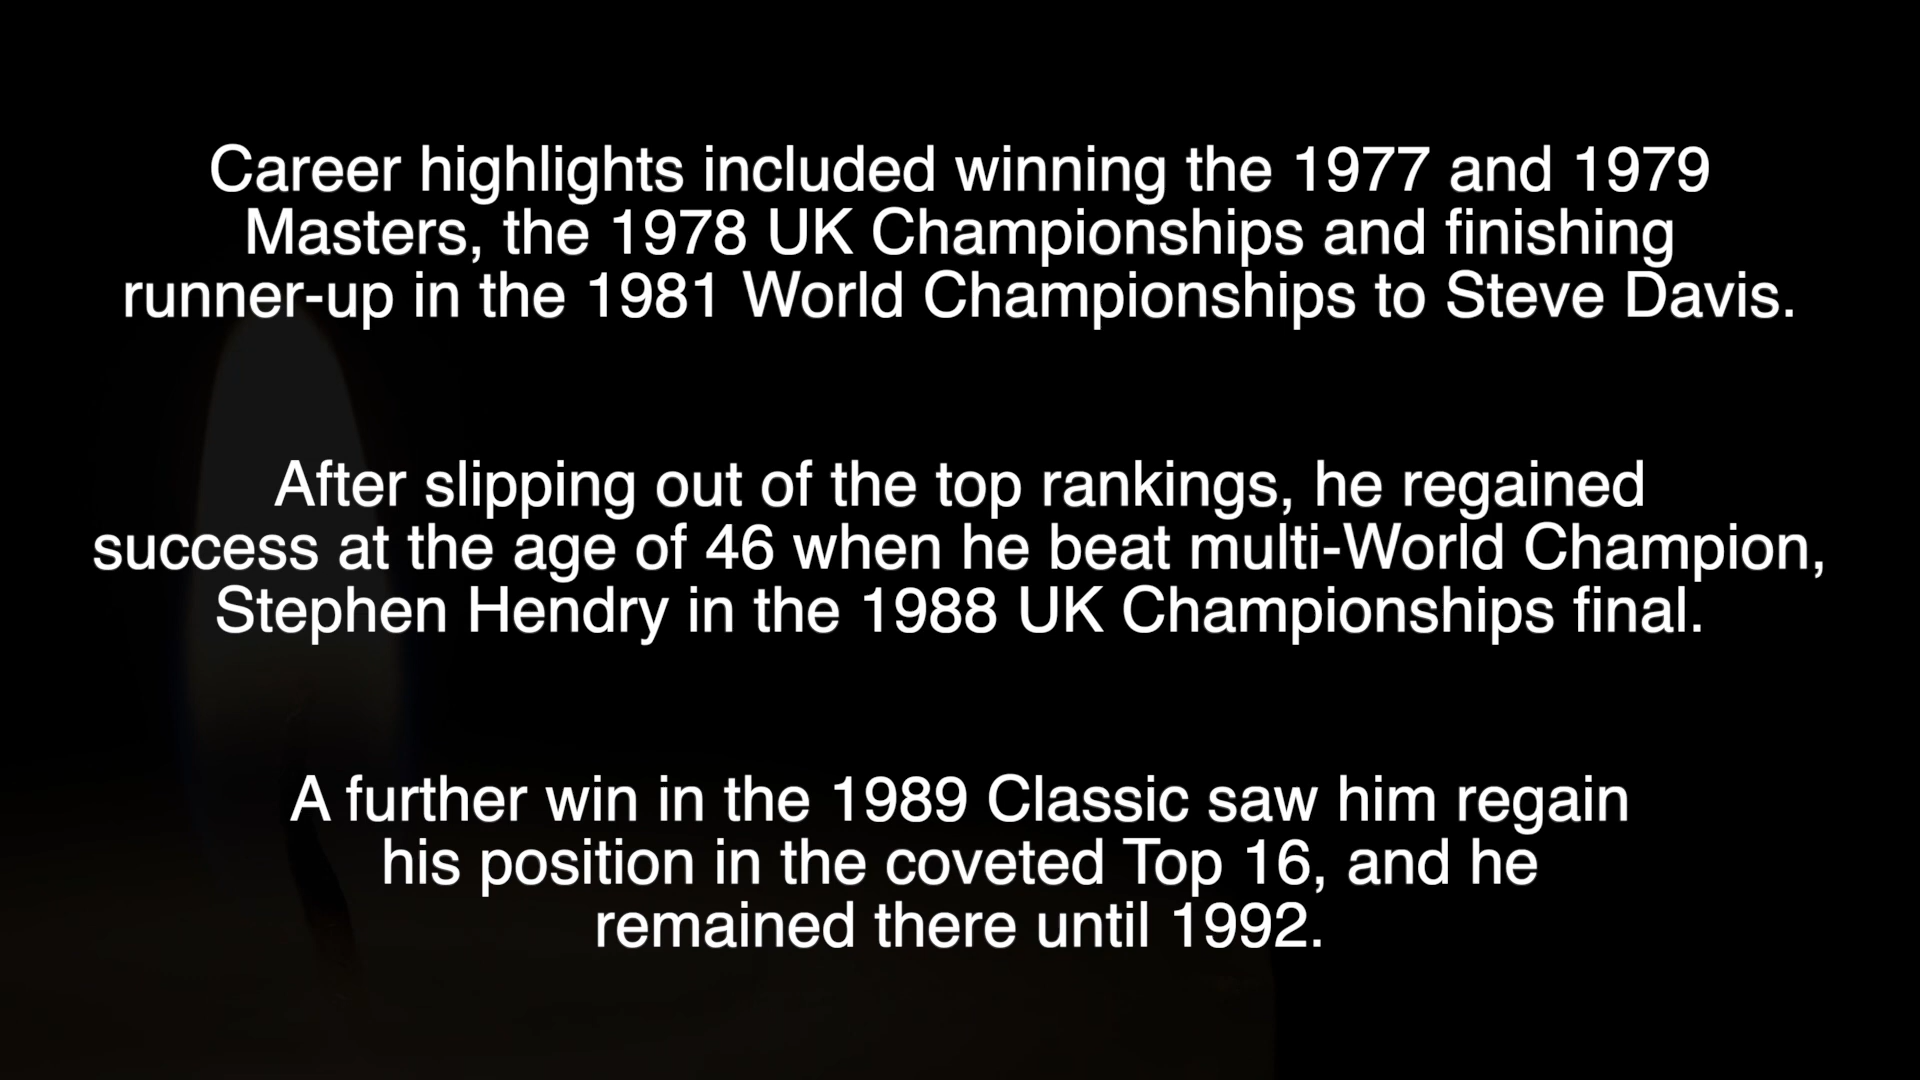 Career highlights included winning the 1977 and 1979
Masters, the 1978 UK Championships and finishing
runner-up in the 1981 World Championships to Steve Davis.
After slipping out of the top rankings, he regained
success at the age of 46 when he beat multi-World Champion,
Stephen Hendry in the 1988 UK Championships final.
A further win in the 1989 Classic saw him regain
his position in the coveted Top 16, and he
remained there until 1992.